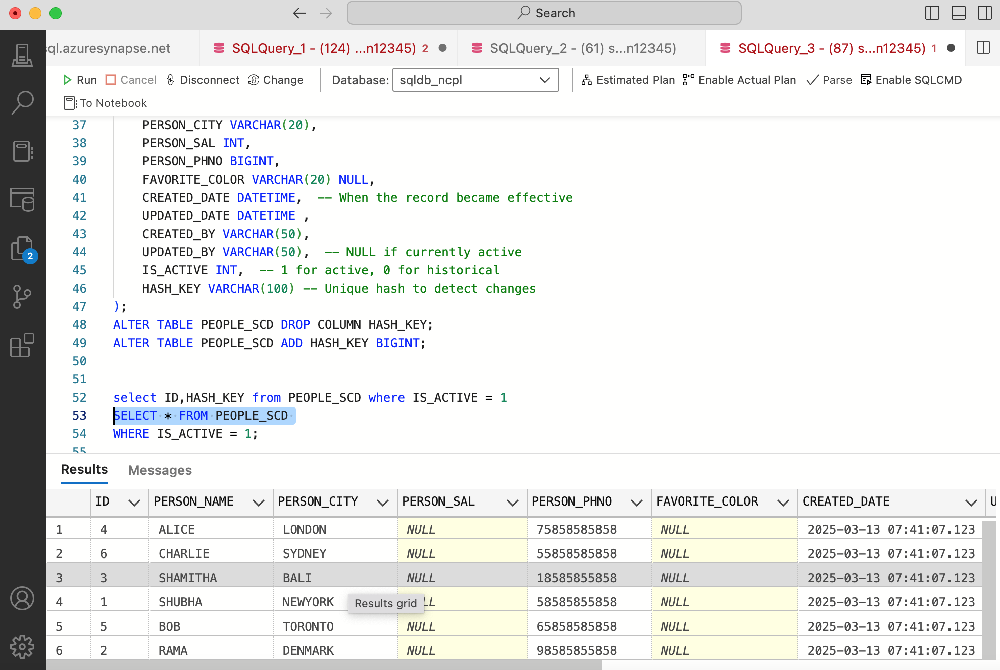 Search
ql.azuresynapse.net
SQLQuery_1 - (124) ...n12345) 2
SQLQuery_2 - (61) s...n12345)
SQLQuery_3 - (87) s...n12345) 1
Run Cancel Disconnect Change Database: sqldb_ncpl Estimated Plan Enable Actual Plan Parse Enable SQLCMD
To Notebook
37 PERSON_CITY VARCHAR(20),
38 PERSON_SAL INT,
39 PERSON_PHNO BIGINT,
40 FAVORITE_COLOR VARCHAR(20) NULL,
41 CREATED_DATE DATETIME, -- When the record became effective
42 UPDATED_DATE DATETIME ,
43 CREATED_BY VARCHAR(50),
44 UPDATED_BY VARCHAR(50), -- NULL if currently active
45 IS_ACTIVE INT, -- 1 for active, 0 for historical
46 HASH_KEY VARCHAR(100) -- Unique hash to detect changes
47 );
48 ALTER TABLE PEOPLE_SCD DROP COLUMN HASH_KEY;
49 ALTER TABLE PEOPLE_SCD ADD HASH_KEY BIGINT;
50
51
52 select ID,HASH_KEY from PEOPLE_SCD where IS_ACTIVE = 1
53 SELECT * FROM PEOPLE_SCD
54 WHERE IS_ACTIVE = 1;
55
2
Results Messages
ID PERSON_NAME PERSON_CITY PERSON_SAL PERSON_PHNO FAVORITE_COLOR CREATED_DATE U
1 4 ALICE LONDON NULL 75858585858 NULL 2025-03-13 07:41:07.123
2 6 CHARLIE SYDNEY NULL 55858585858 NULL 2025-03-13 07:41:07.123
3 3 SHAMITHA BALI NULL 18585855858 NULL 2025-03-13 07:41:07.123
4 1 SHUBHA NEWYORK LL 58585855858 NULL 2025-03-13 07:41:07.123
Results grid
5 5 BOB TORONTO NULL 65858585858 NULL 2025-03-13 07:41:07.123
6 2 RAMA DENMARK NULL 98585855858 NULL 2025-03-13 07:41:07.123